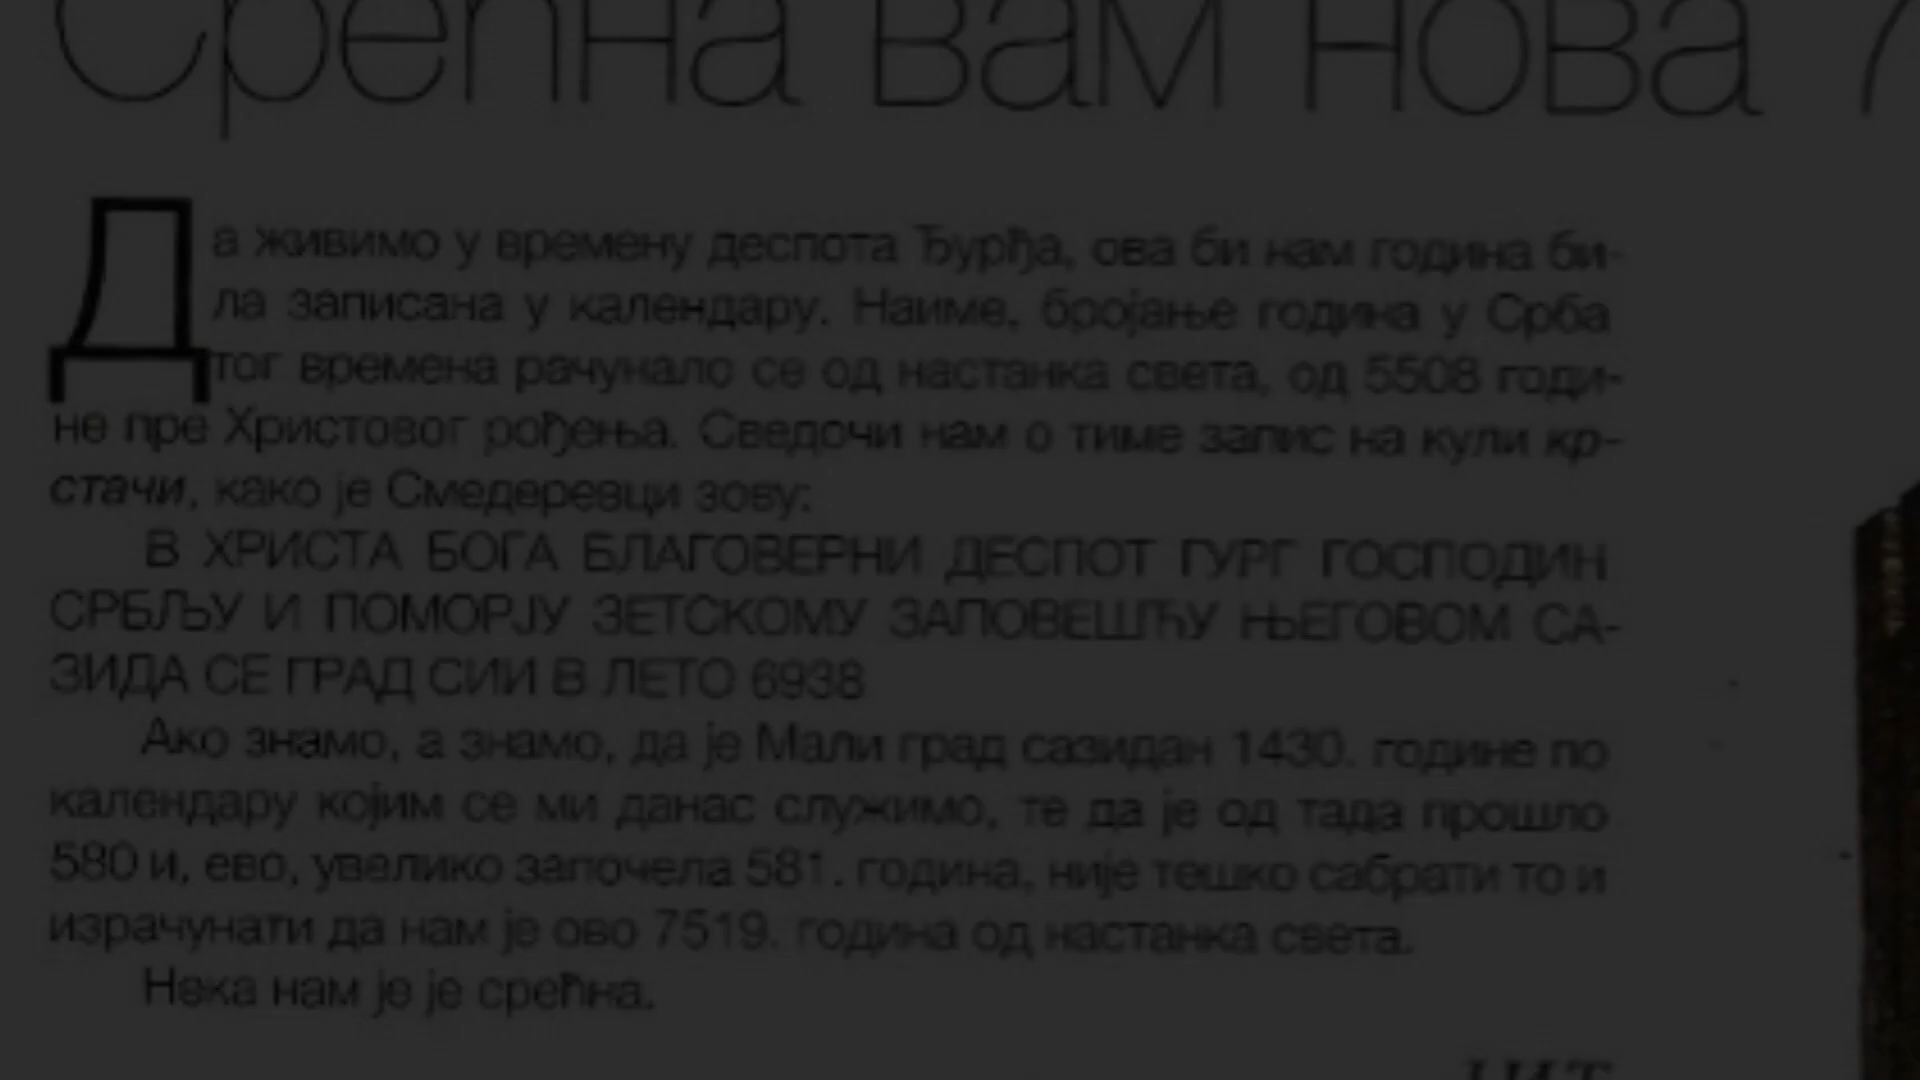 Срећна вам нова 7
Да живимо у времену деспота Ђурђа, ова би нам година би-
ла записана у календару. Наиме, бројање година у Срба
тог времена рачунало се од настанка света, од 5508 годи-
не пре Христовог рођења. Сведочи нам о тиме запис на кули кр-
стачи, како је Смедеревци зову:
В ХРИСТА БОГА БЛАГОВЕРНИ ДЕСПОТ ГУРГ ГОСПОДИН
СРБЉУ И ПОМОРЈУ ЗЕТСКОМУ ЗАПОВЕШЋУ ЊЕГОВОМ СА-
ЗИДА СЕ ГРАД СИИ В ЛЕТО 6938
Ако знамо, а знамо, да је Мали град сазидан 1430. године по
календару којим се ми данас служимо, те да је од тада прошло
580 и, ево, увелико започела 581. година, није тешко сабрати то и
израчунати да нам је ово 7519. година од настанка света.
Нека нам је је срећна.